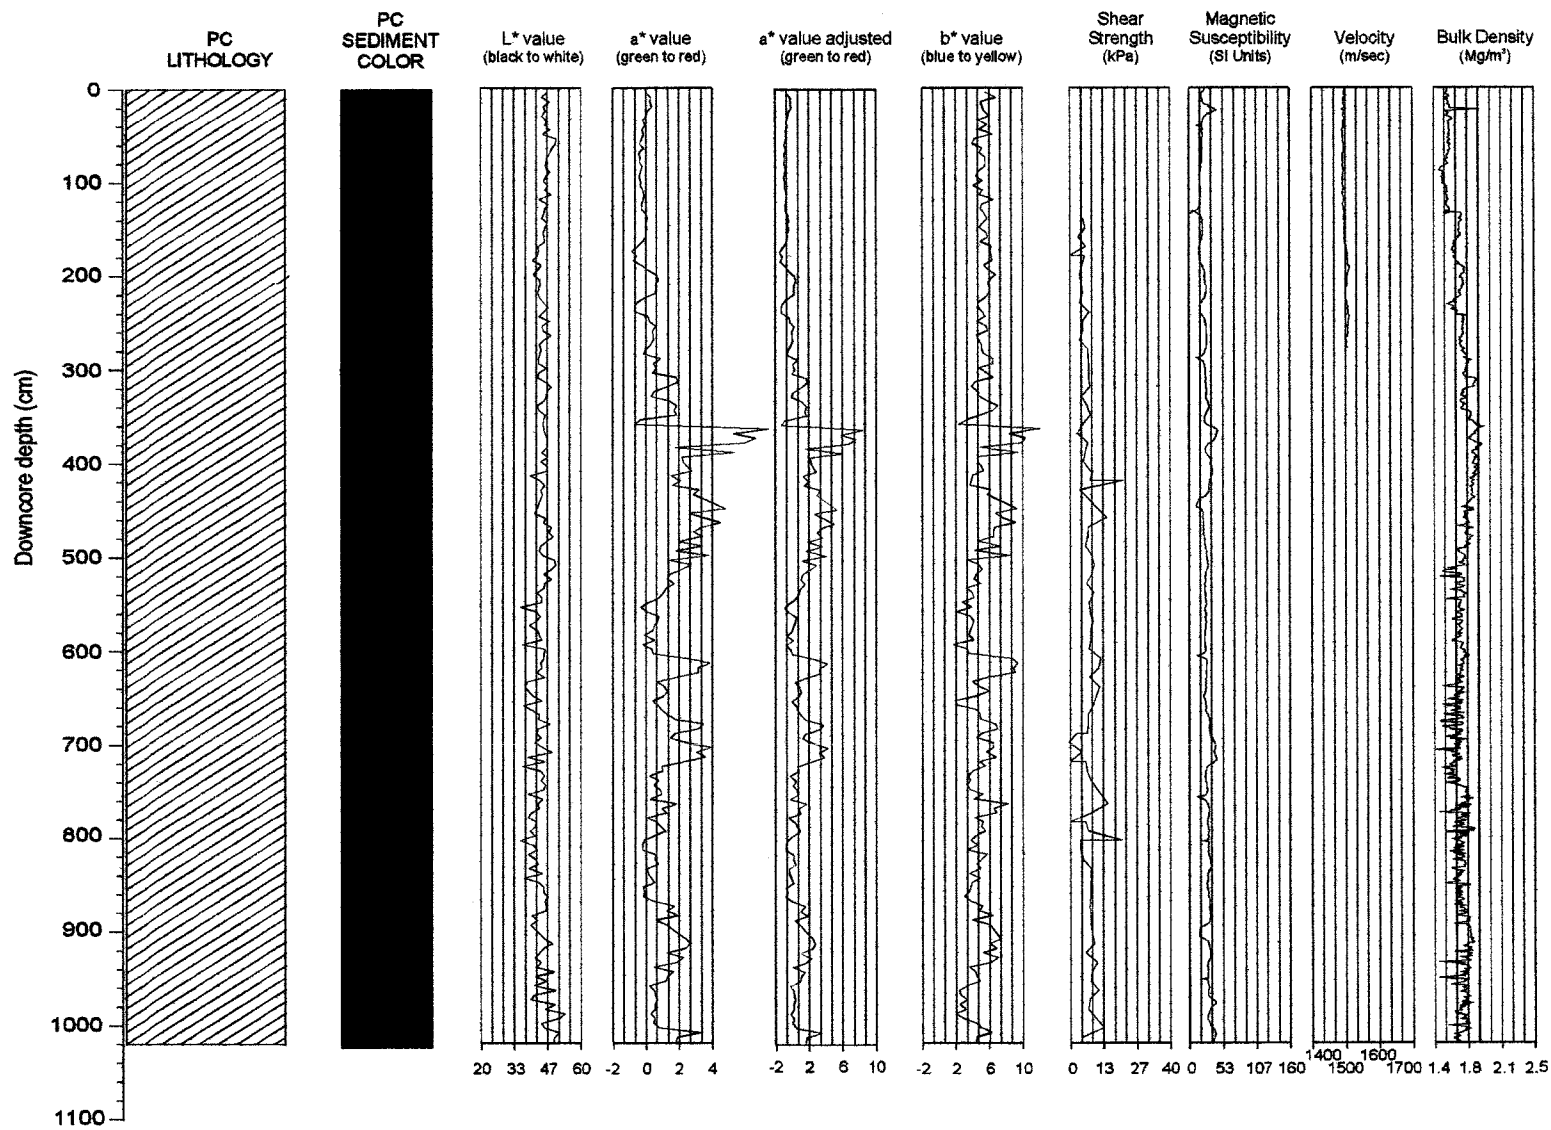 PC
LITHOLOGY
PC
SEDIMENT
COLOR
L* value
(black to white)
a* value
(green to red)
a* value adjusted
(green to red)
b* value
(blue to yellow)
Shear
Strength
(kPa)
Magnetic
Susceptibility
(SI Units)
Velocity
(m/sec)
Bulk Density
(Mg/m³)
Downcore depth (cm)
0
100
200
300
400
500
600
700
800
900
1000
1100
20 33 47 60
-2 0 2 4
-2 2 6 10
-2 2 6 10
0 13 27 40
0 53 107 160
1400 1600
1500 1700
1.4 1.8 2.1 2.5